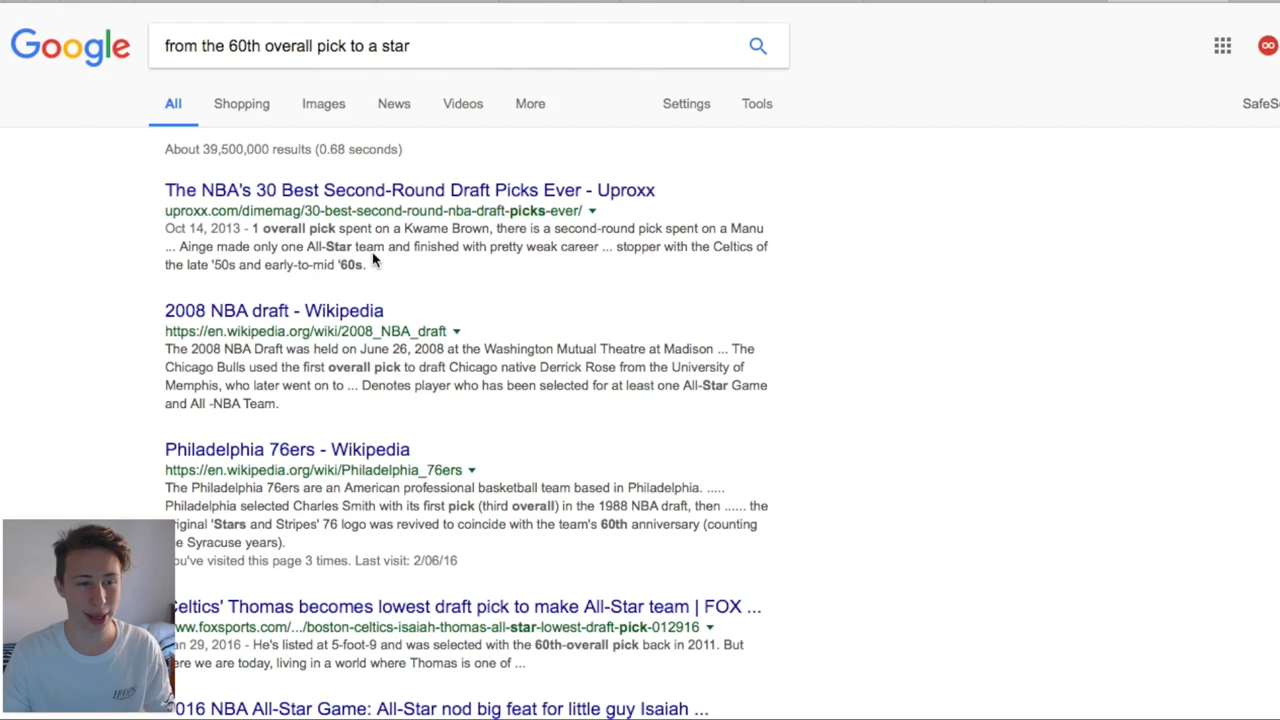 Google
from the 60th overall pick to a star
All Shopping Images News Videos More Settings Tools
About 39,500,000 results (0.68 seconds)
The NBA's 30 Best Second-Round Draft Picks Ever - Uproxx
uproxx.com/dimemag/30-best-second-round-nba-draft-picks-ever/
Oct 14, 2013 - 1 overall pick spent on a Kwame Brown, there is a second-round pick spent on a Manu
... Ainge made only one All-Star team and finished with pretty weak career ... stopper with the Celtics of
the late '50s and early-to-mid '60s.
2008 NBA draft - Wikipedia
https://en.wikipedia.org/wiki/2008_NBA_draft
The 2008 NBA Draft was held on June 26, 2008 at the Washington Mutual Theatre at Madison ... The
Chicago Bulls used the first overall pick to draft Chicago native Derrick Rose from the University of
Memphis, who later went on to ... Denotes player who has been selected for at least one All-Star Game
and All -NBA Team.
Philadelphia 76ers - Wikipedia
https://en.wikipedia.org/wiki/Philadelphia_76ers
The Philadelphia 76ers are an American professional basketball team based in Philadelphia. .....
Philadelphia selected Charles Smith with its first pick (third overall) in the 1988 NBA draft, then ...... the
riginal 'Stars and Stripes' 76 logo was revived to coincide with the team's 60th anniversary (counting
e Syracuse years).
ou've visited this page 3 times. Last visit: 2/06/16
Celtics' Thomas becomes lowest draft pick to make All-Star team | FOX ...
ww.foxsports.com/.../boston-celtics-isaiah-thomas-all-star-lowest-draft-pick-012916
an 29, 2016 - He's listed at 5-foot-9 and was selected with the 60th-overall pick back in 2011. But
ere we are today, living in a world where Thomas is one of ...
016 NBA All-Star Game: All-Star nod big feat for little guy Isaiah ...